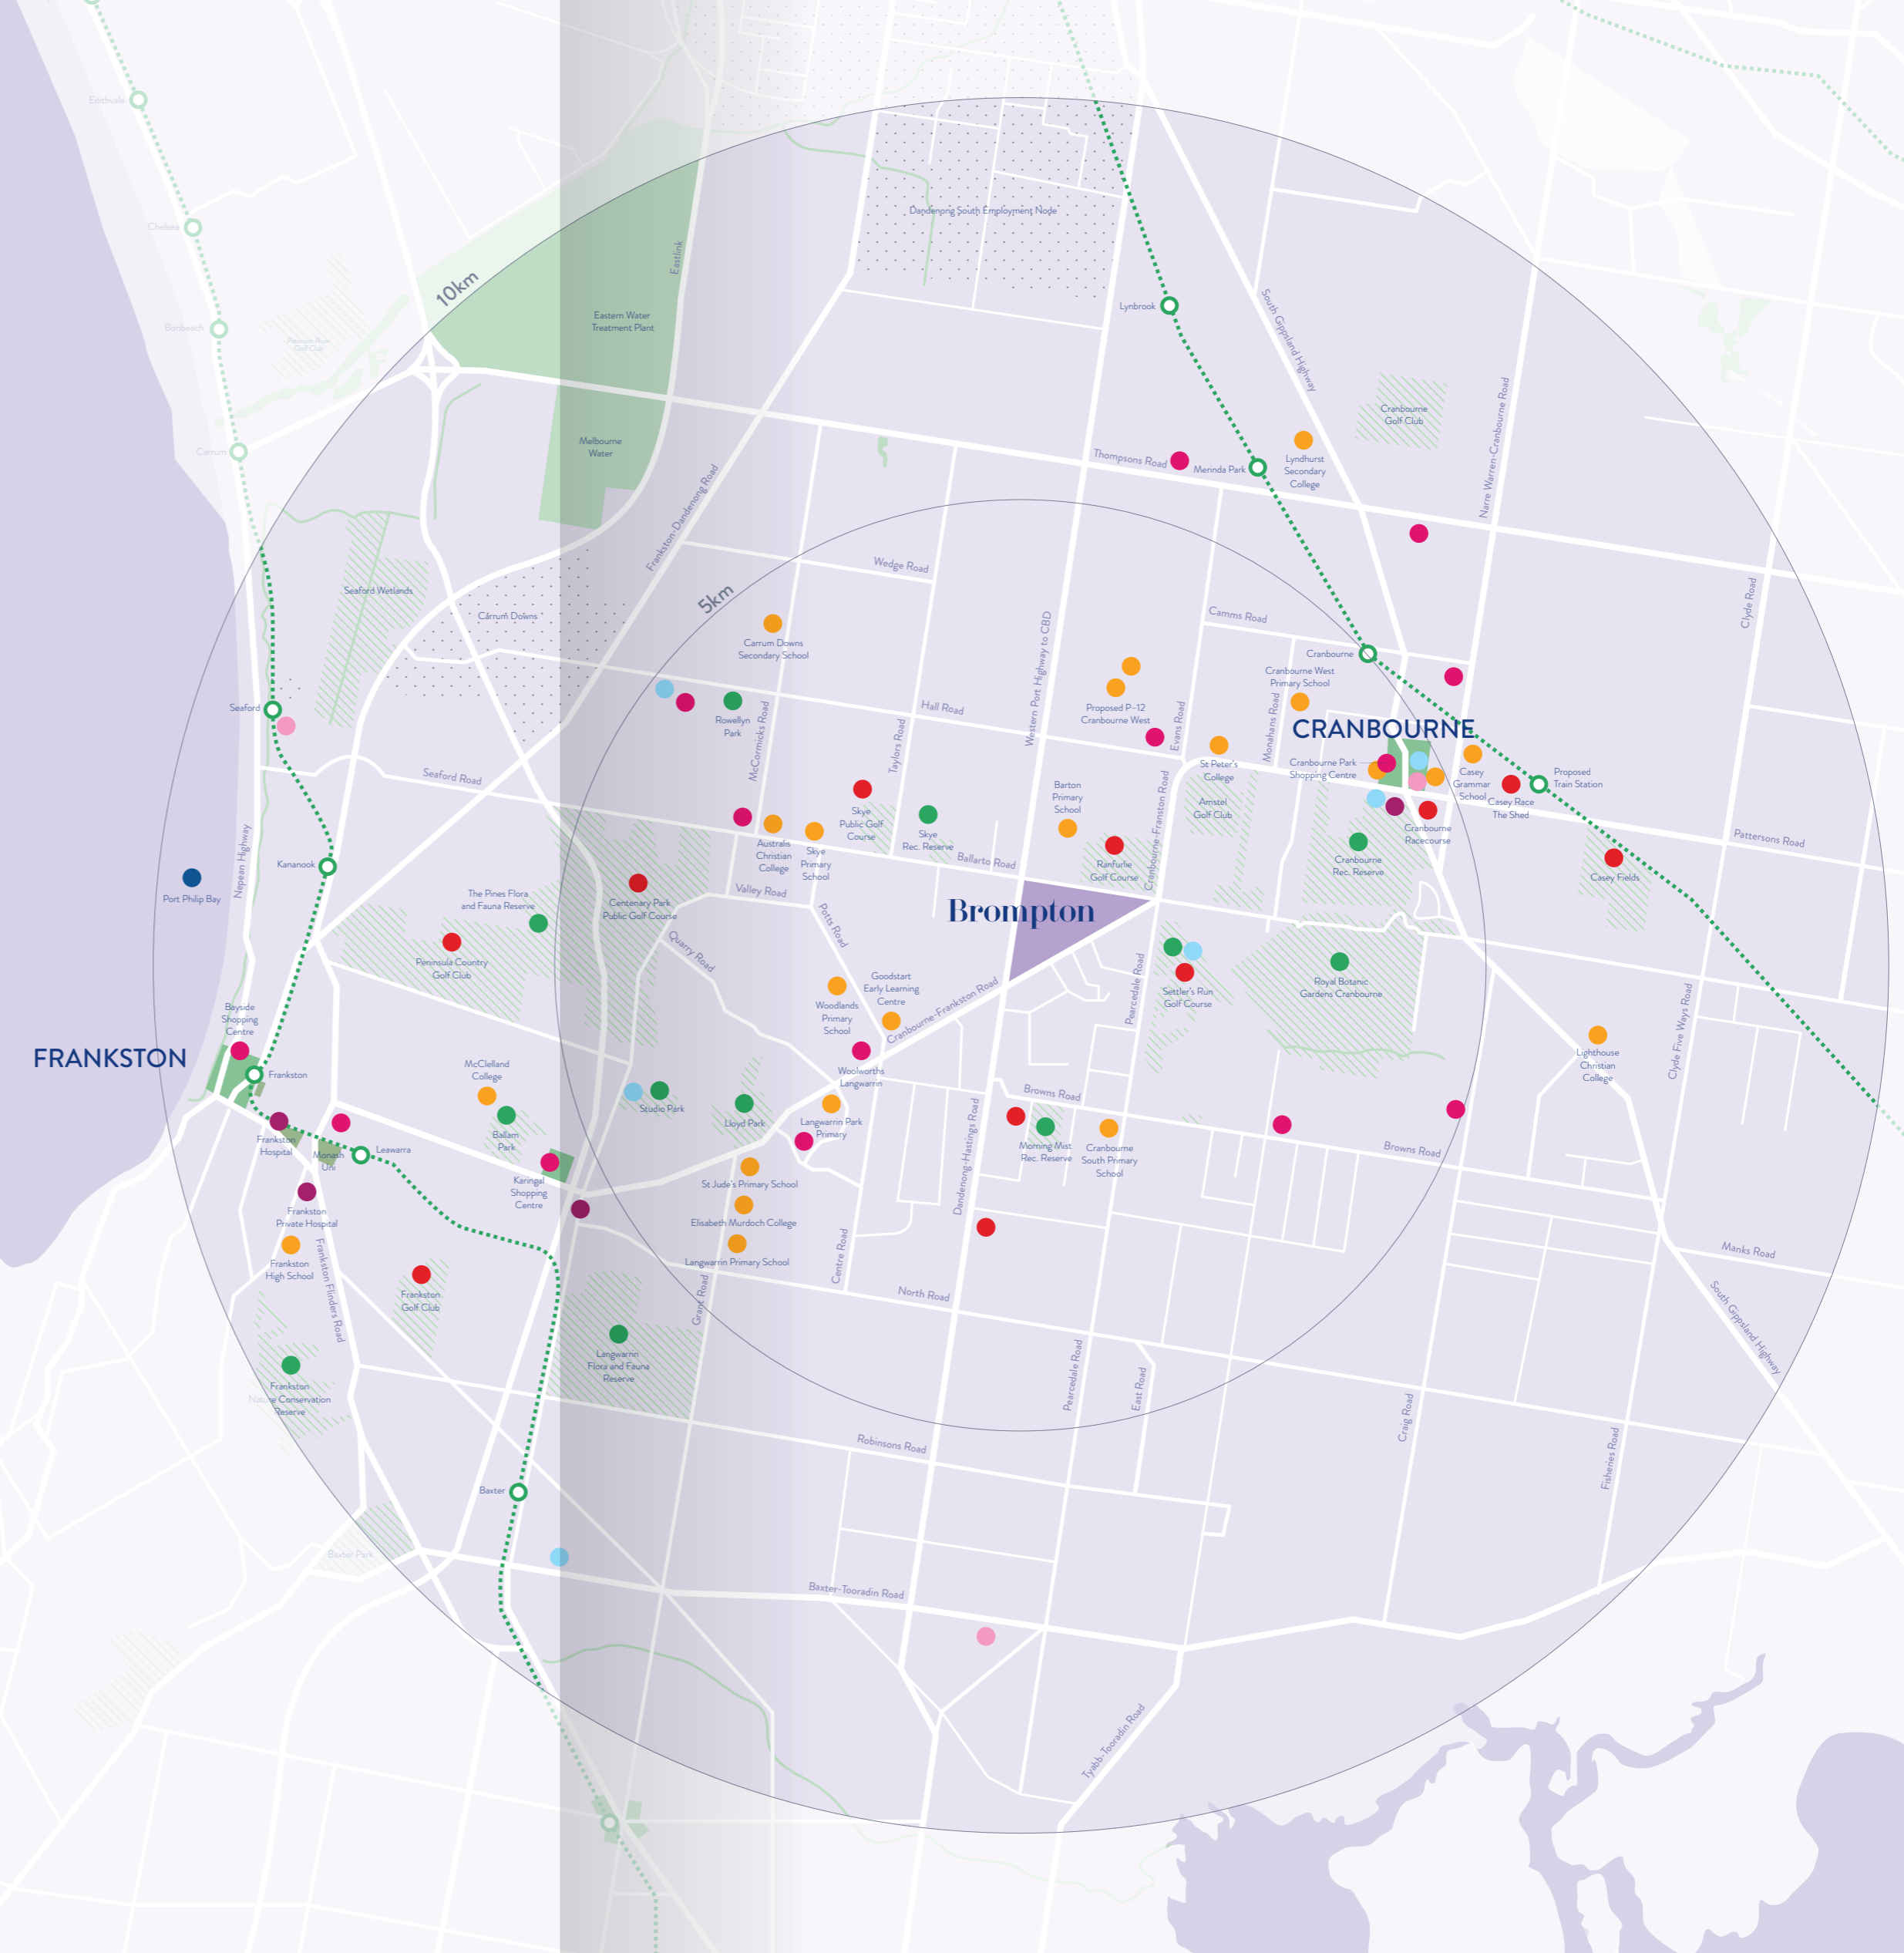 Edithvale
Chelsea
Bonbeach
Patterson River
Golf Club
Carrum
10km
Eastlink
Eastern Water
Treatment Plant
Melbourne
Water
Dandenong South Employment Node
Lynbrook
South Gippsland Highway
Cranbourne
Golf Club
Narre Warren-Cranbourne Road
Thompsons Road
Merinda Park
Lyndhurst
Secondary
College
Frankston-Dandenong Road
Wedge Road
5km
Seaford Wetlands
Carrum Downs
Carrum Downs
Secondary School
Western Port Highway to CBD
Camms Road
Clyde Road
Cranbourne
Cranbourne West
Primary School
Seaford
Rowellyn
Park
McCormicks Road
Hall Road
Taylors Road
Proposed P-12
Cranbourne West
Evans Road
Monahans Road
CRANBOURNE
St Peter's
College
Cranbourne Park
Shopping Centre
Casey
Grammar
School
Casey Race
The Shed
Proposed
Train Station
Seaford Road
Skye
Public Golf
Course
Barton
Primary
School
Amstel
Golf Club
Cranbourne
Racecourse
Pattersons Road
Nepean Highway
Kananook
Australis
Christian
College
Skye
Primary
School
Skye
Rec. Reserve
Ballarto Road
Ranfurlie
Golf Course
Cranbourne-Franston Road
Cranbourne
Rec. Reserve
Casey Fields
Port Philip Bay
The Pines Flora
and Fauna Reserve
Centenary Park
Public Golf Course
Valley Road
Potts Road
Brompton
Peninsula Country
Golf Club
Quarry Road
Goodstart
Early Learning
Centre
Woodlands
Primary
School
Cranbourne-Frankston Road
Pearcedale Road
Settler's Run
Golf Course
Royal Botanic
Gardens Cranbourne
Clyde Five Ways Road
Bayside
Shopping
Centre
FRANKSTON
Frankston
McClelland
College
Woolworths
Langwarrin
Lighthouse
Christian
College
Studio Park
Lloyd Park
Langwarrin Park
Primary
Browns Road
Frankston
Hospital
Monash
Uni
Leawarra
Ballam
Park
Dandenong-Hastings Road
Morning Mist
Rec. Reserve
Cranbourne
South Primary
School
Browns Road
Karingal
Shopping
Centre
St Jude's Primary School
Frankston
Private Hospital
Elisabeth Murdoch College
Frankston
High School
Frankston Flinders Road
Langwarrin Primary School
Centre Road
Manks Road
Frankston
Golf Club
Grant Road
North Road
South Gippsland Highway
Langwarrin
Flora and Fauna
Reserve
Pearcedale Road
East Road
Craig Road
Frankston
Nature Conservation
Reserve
Robinsons Road
Fisheries Road
Baxter
Baxter Park
Baxter-Tooradin Road
Tyabb-Tooradin Road